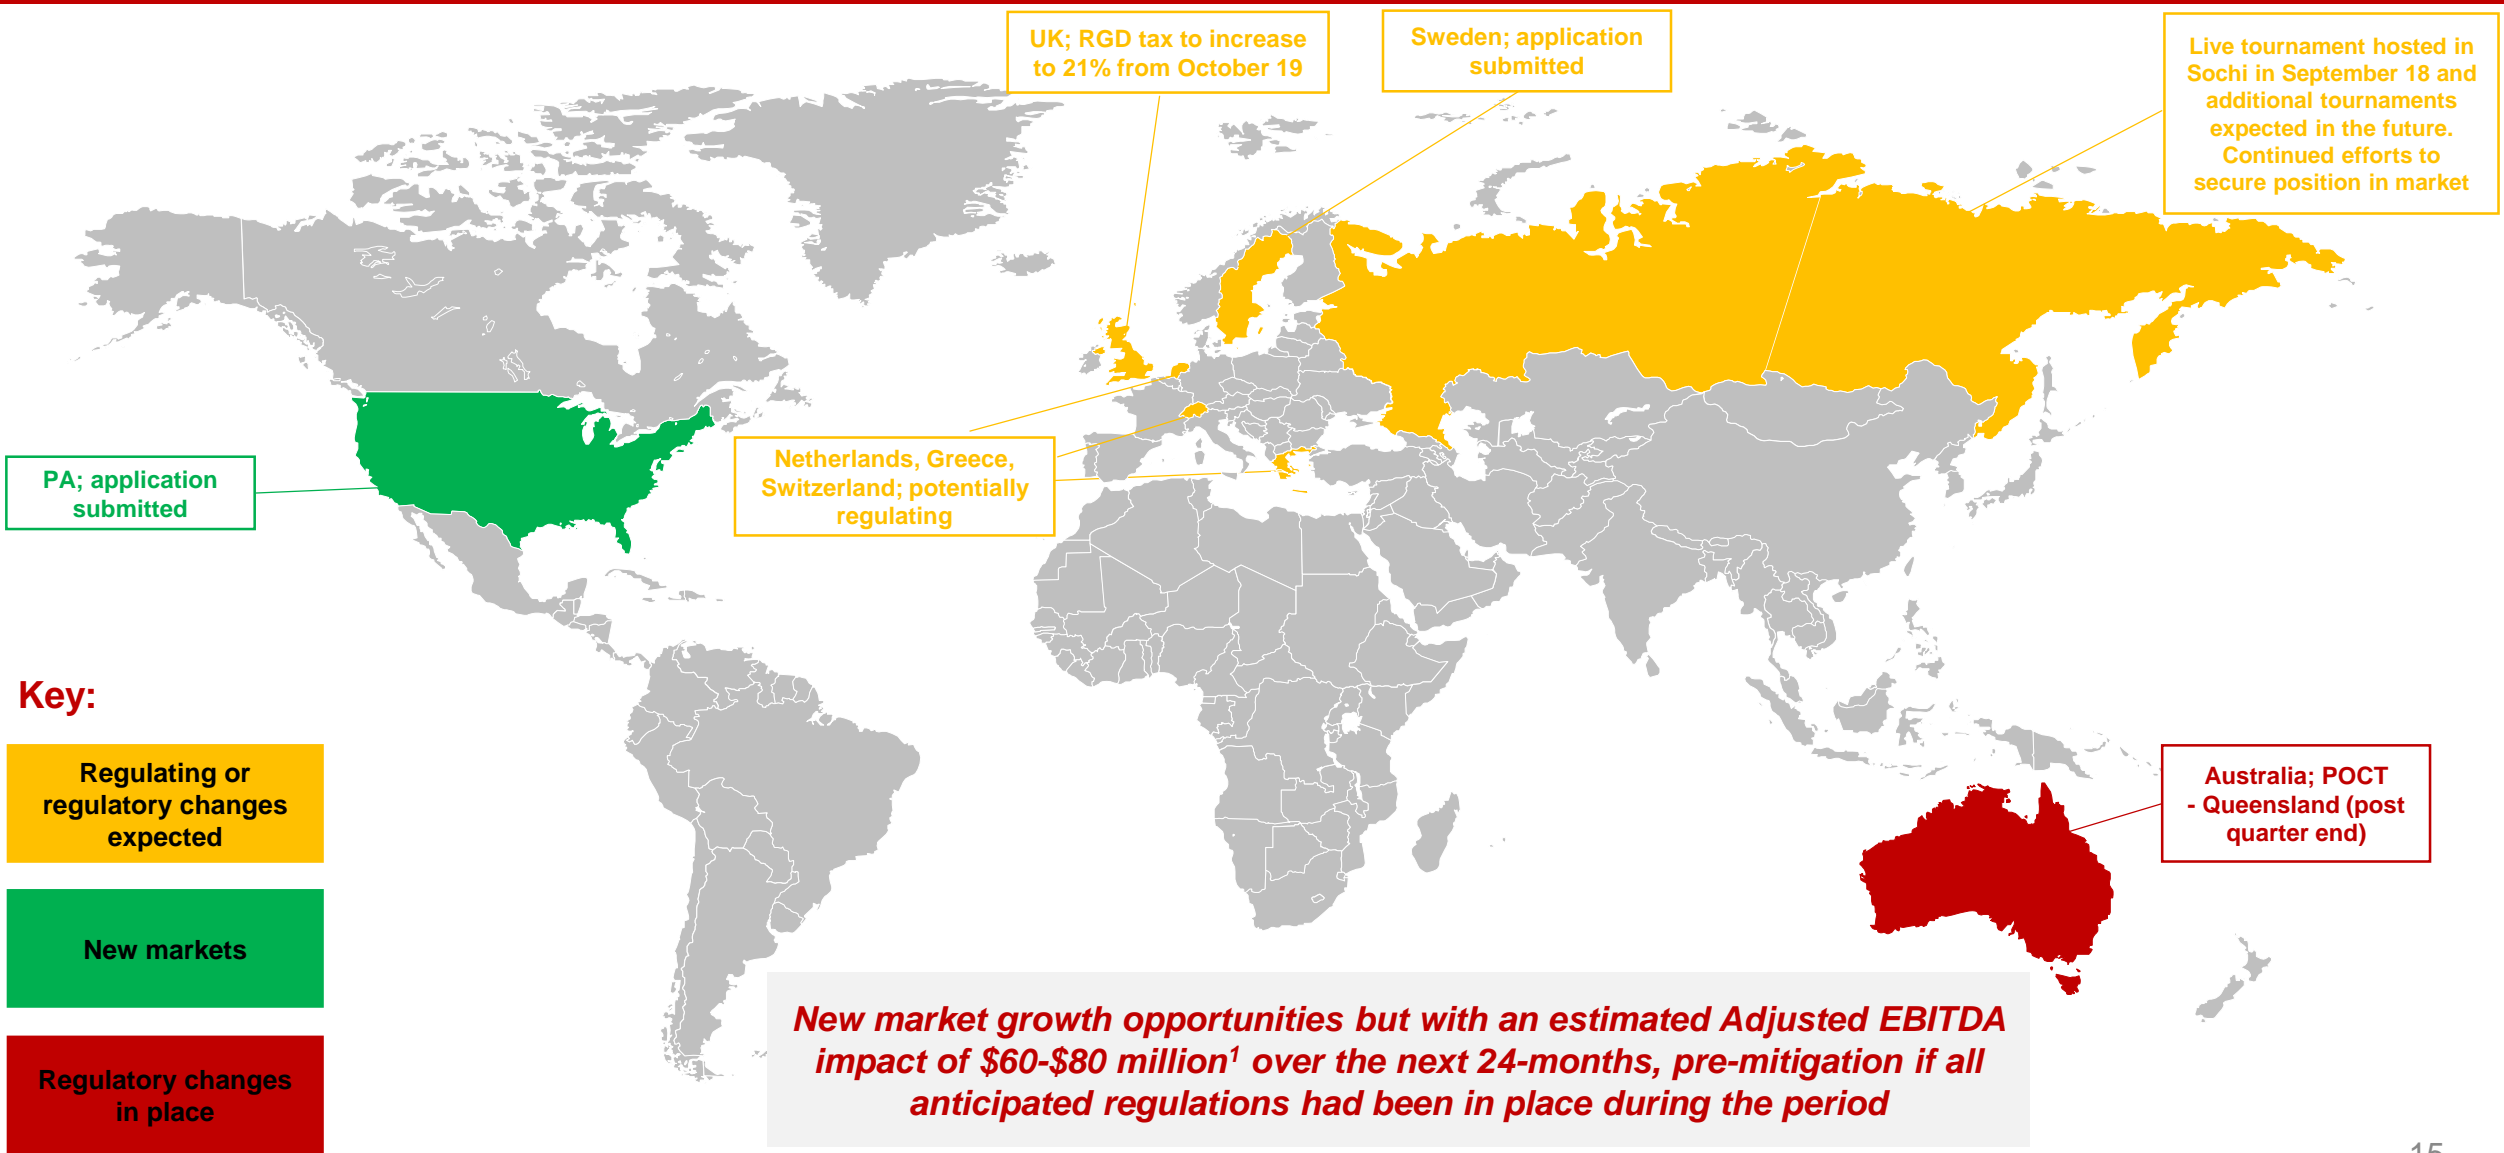 UK; RGD tax to increase
to 21% from October 19
Sweden; application
submitted
Live tournament hosted in
Sochi in September 18 and
additional tournaments
expected in the future.
Continued efforts to
secure position in market
PA; application
submitted
Netherlands, Greece,
Switzerland; potentially
regulating
Key:
Regulating or
regulatory changes
expected
New markets
Regulatory changes
in place
Australia; POCT
- Queensland (post
quarter end)
New market growth opportunities but with an estimated Adjusted EBITDA
impact of $60-$80 million¹ over the next 24-months, pre-mitigation if all
anticipated regulations had been in place during the period
15